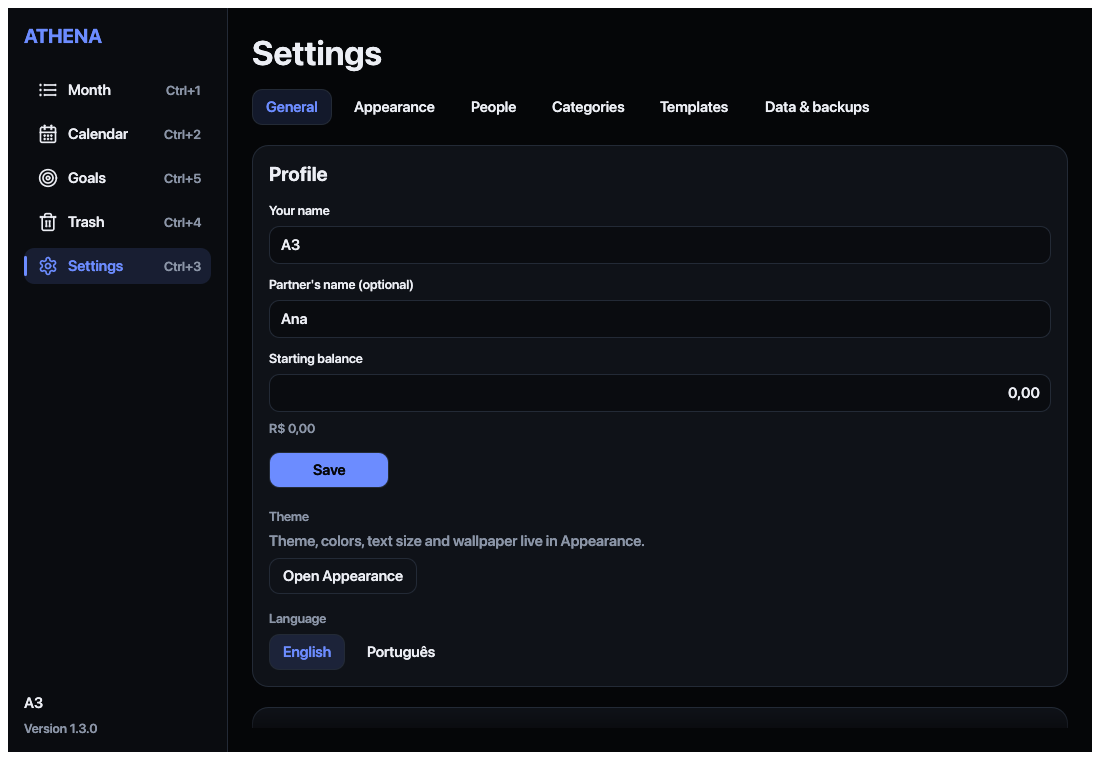 ATHENA
Month Ctrl+1
Calendar Ctrl+2
Goals Ctrl+5
Trash Ctrl+4
Settings Ctrl+3
A3
Version 1.3.0
Settings
General Appearance People Categories Templates Data & backups
Profile
Your name
A3
Partner's name (optional)
Ana
Starting balance
0,00
R$ 0,00
Save
Theme
Theme, colors, text size and wallpaper live in Appearance.
Open Appearance
Language
English Português